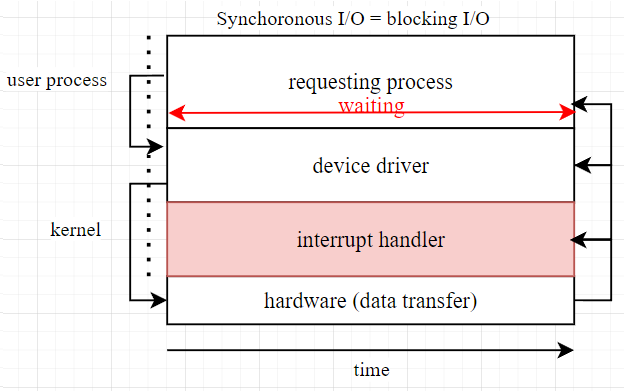 Synchoronous I/O = blocking I/O
user process
requesting process
waiting
device driver
kernel
interrupt handler
hardware (data transfer)
time